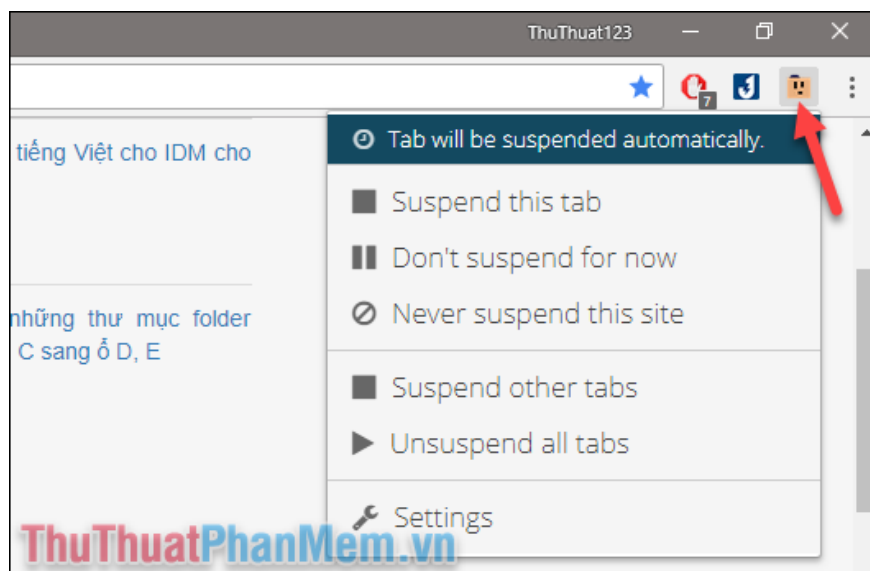 ThuThuat123
7
Tab will be suspended automatically.
tiếng Việt cho IDM cho
Suspend this tab
Don't suspend for now
những thư mục folder
Never suspend this site
C sang ổ D, E
Suspend other tabs
Unsuspend all tabs
Settings
ThuThuatPhanMem.vn